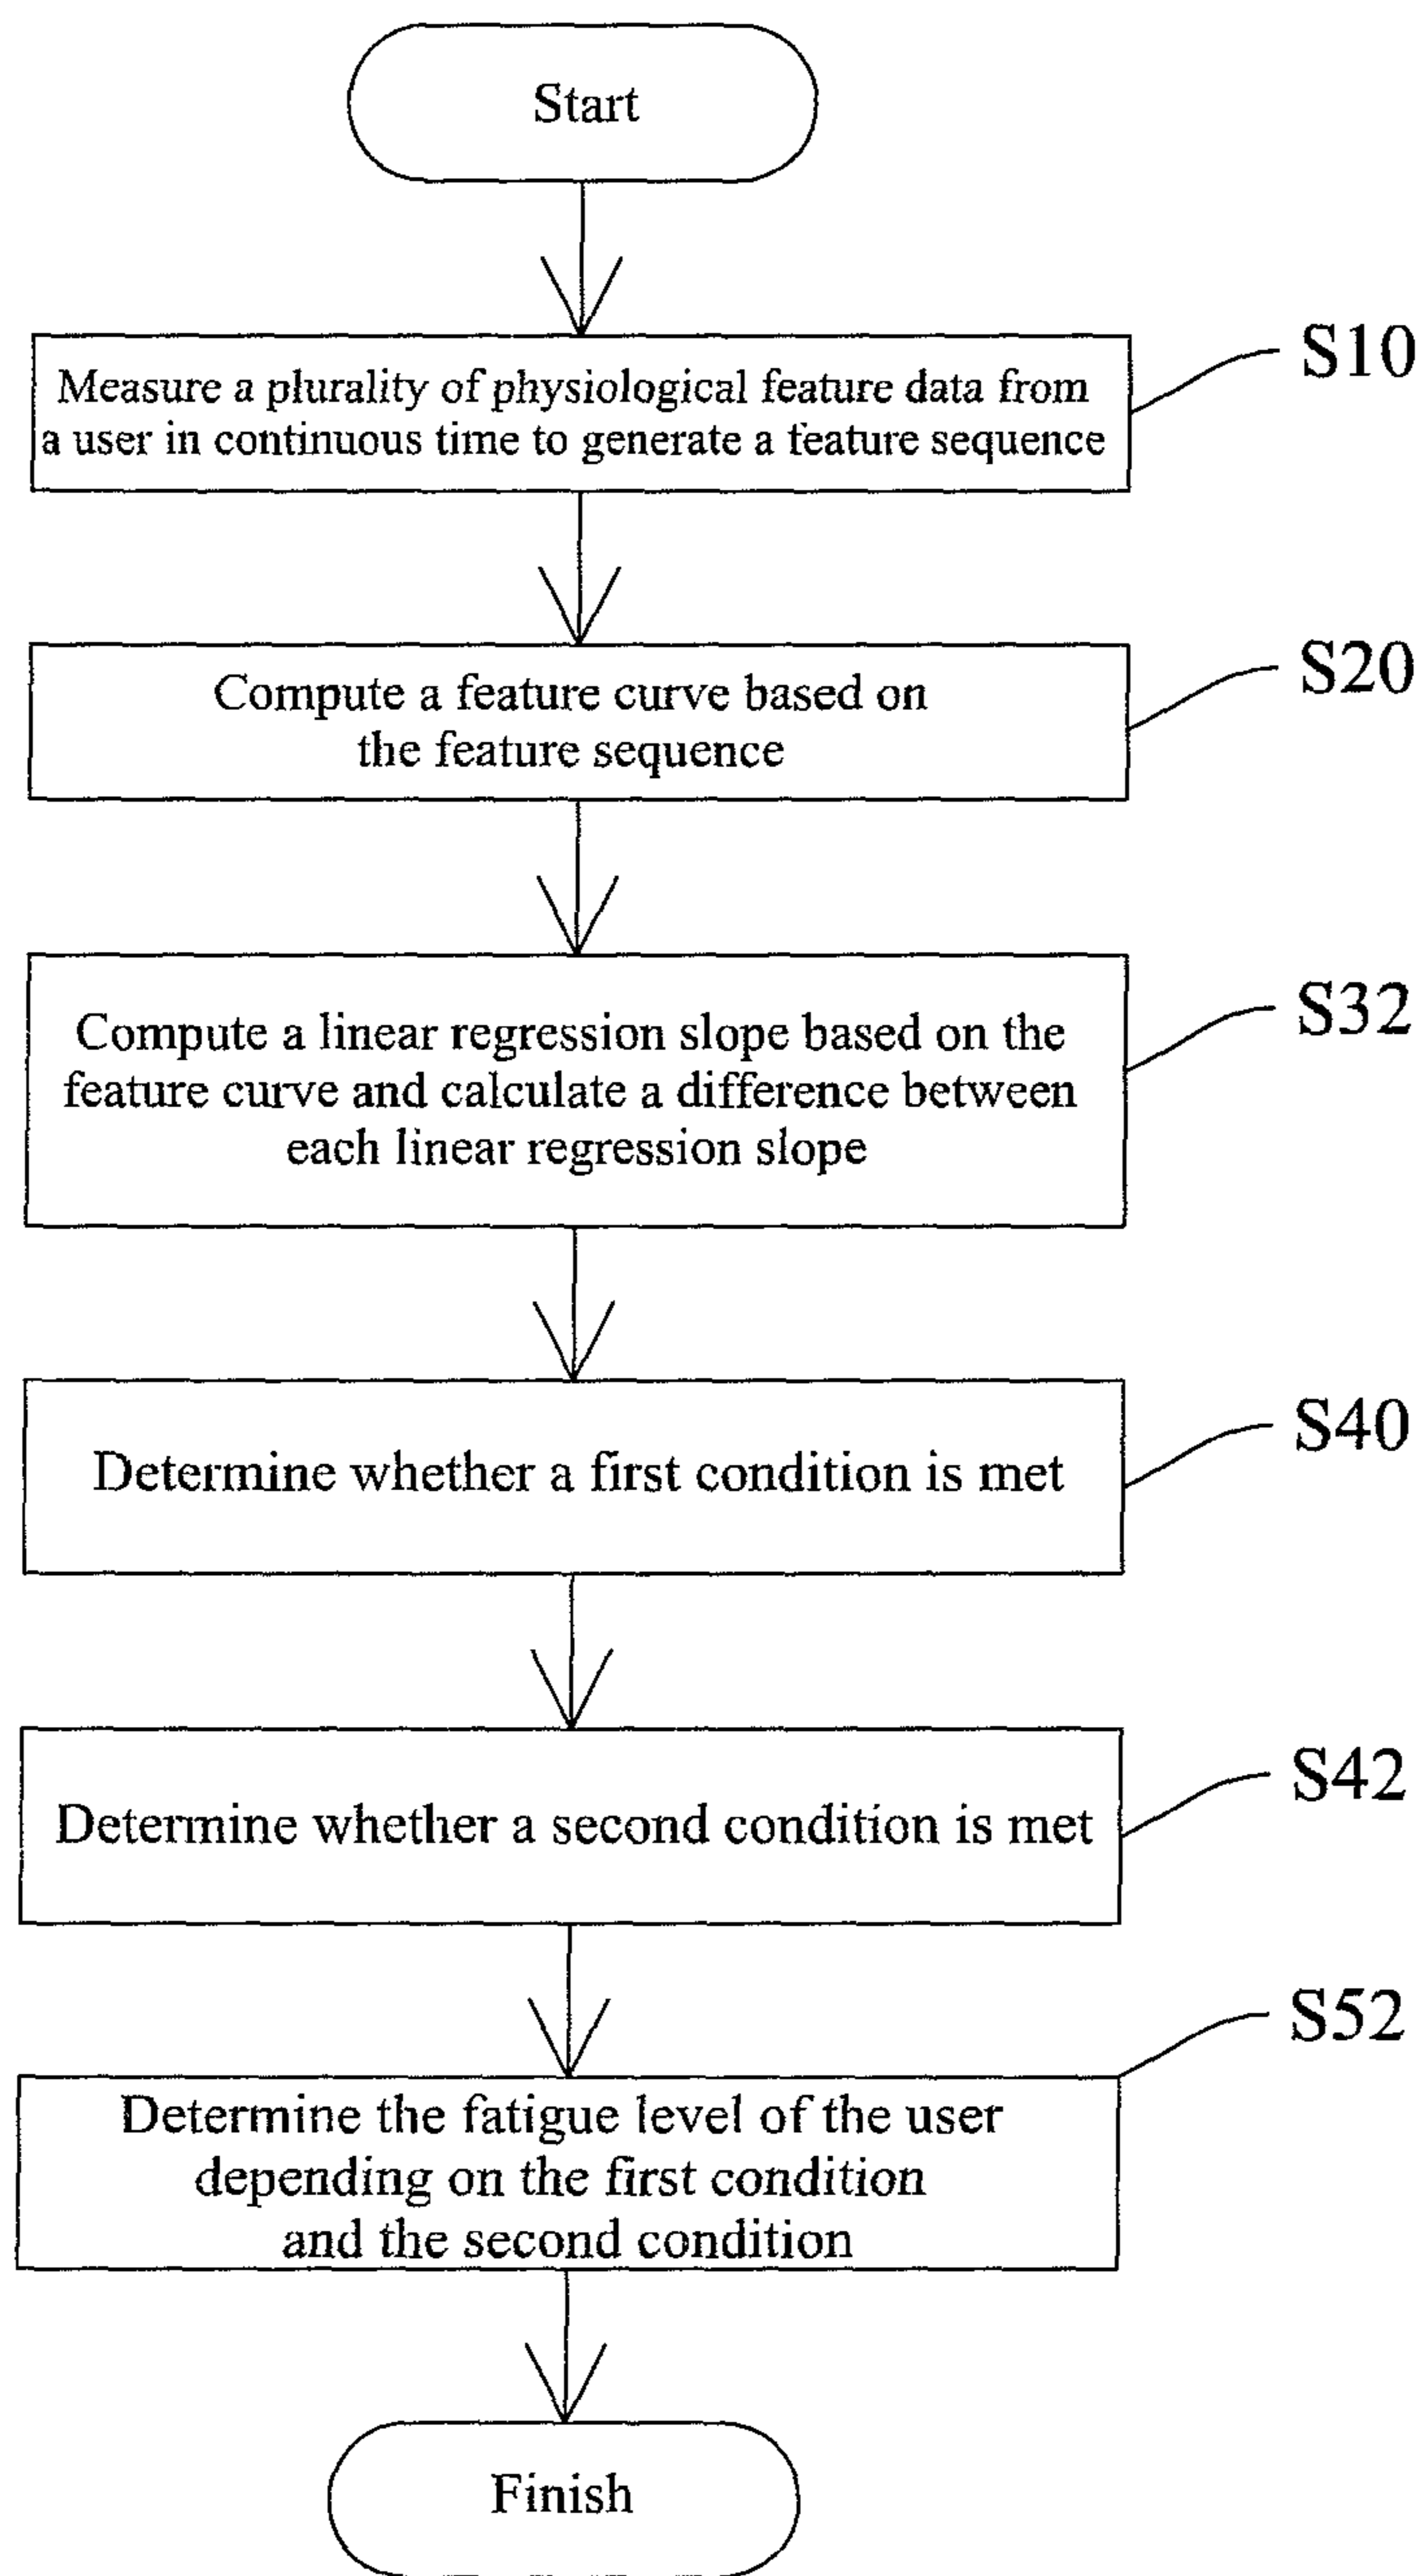 Start
Measure a plurality of physiological feature data from
a user in continuous time to generate a feature sequence
S10
Compute a feature curve based on
the feature sequence
S20
Compute a linear regression slope based on the
feature curve and calculate a difference between
each linear regression slope
S32
Determine whether a first condition is met
S40
Determine whether a second condition is met
S42
Determine the fatigue level of the user
depending on the first condition
and the second condition
S52
Finish